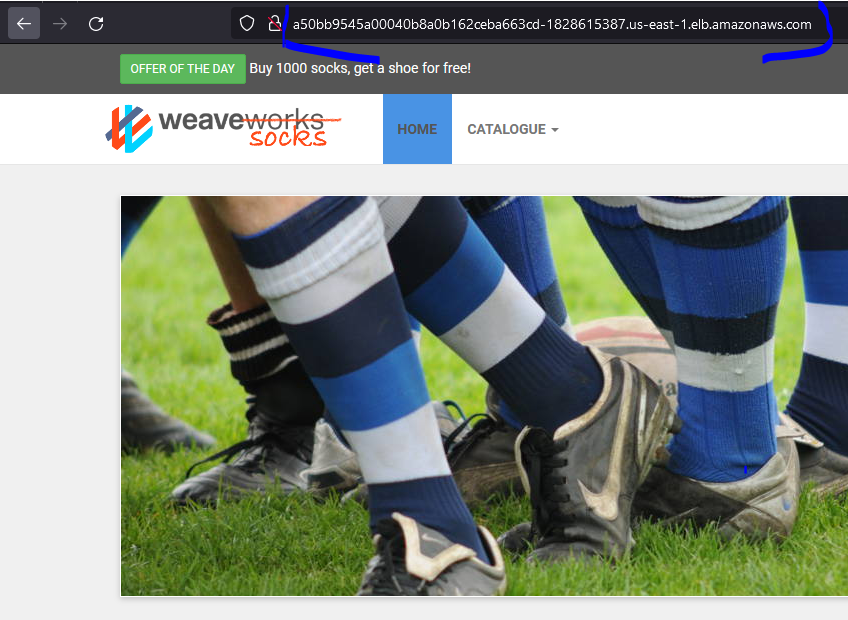 a50bb9545a00040b8a0b162ceba663cd-1828615387.us-east-1.elb.amazonaws.com
OFFER OF THE DAY Buy 1000 socks, get a shoe for free!
weaveworks
socks
HOME CATALOGUE